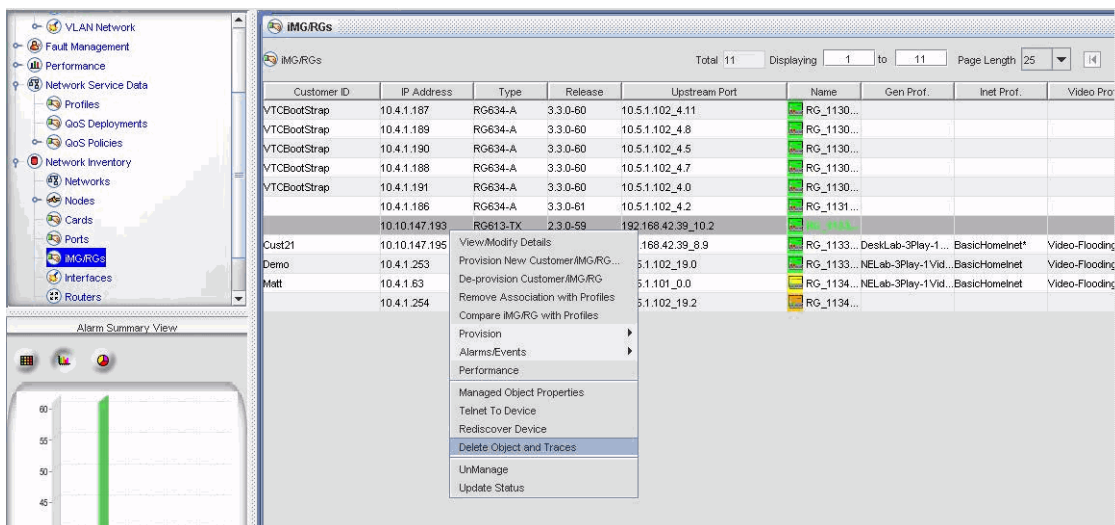 VLAN Network
Fault Management
Performance
Network Service Data
Profiles
QoS Deployments
QoS Policies
Network Inventory
Networks
Nodes
Cards
Ports
iMG/RGs
Interfaces
Routers
Alarm Summary View
60
55
50
45
iMG/RGs
iMG/RGs Total 11 Displaying 1 to 11 Page Length 25
Customer ID IP Address Type Release Upstream Port Name Gen Prof. Inet Prof. Video Pro
VTCBootStrap 10.4.1.187 RG634-A 3.3.0-60 10.5.1.102_4.11 RG_1130...
VTCBootStrap 10.4.1.189 RG634-A 3.3.0-60 10.5.1.102_4.8 RG_1130...
VTCBootStrap 10.4.1.190 RG634-A 3.3.0-60 10.5.1.102_4.5 RG_1130...
VTCBootStrap 10.4.1.188 RG634-A 3.3.0-60 10.5.1.102_4.7 RG_1130...
VTCBootStrap 10.4.1.191 RG634-A 3.3.0-60 10.5.1.102_4.0 RG_1130...
10.4.1.186 RG634-A 3.3.0-61 10.5.1.102_4.2 RG_1131...
10.10.147.193 RG613-TX 2.3.0-59 192.168.42.39_10.2
Cust21 10.10.147.195 .168.42.39_8.9 RG_1133... DeskLab-3Play-1... BasicHomeInet* Video-Flooding
Demo 10.4.1.253 5.1.102_19.0 RG_1133... NELab-3Play-1Vid... BasicHomeInet Video-Flooding
Matt 10.4.1.63 5.1.101_0.0 RG_1134... NELab-3Play-1Vid... BasicHomeInet Video-Flooding
10.4.1.254 5.1.102_19.2 RG_1134...
View/Modify Details
Provision New Customer/iMG/RG...
De-provision Customer/iMG/RG
Remove Association with Profiles
Compare iMG/RG with Profiles
Provision
Alarms/Events
Performance
Managed Object Properties
Telnet To Device
Rediscover Device
Delete Object and Traces
UnManage
Update Status